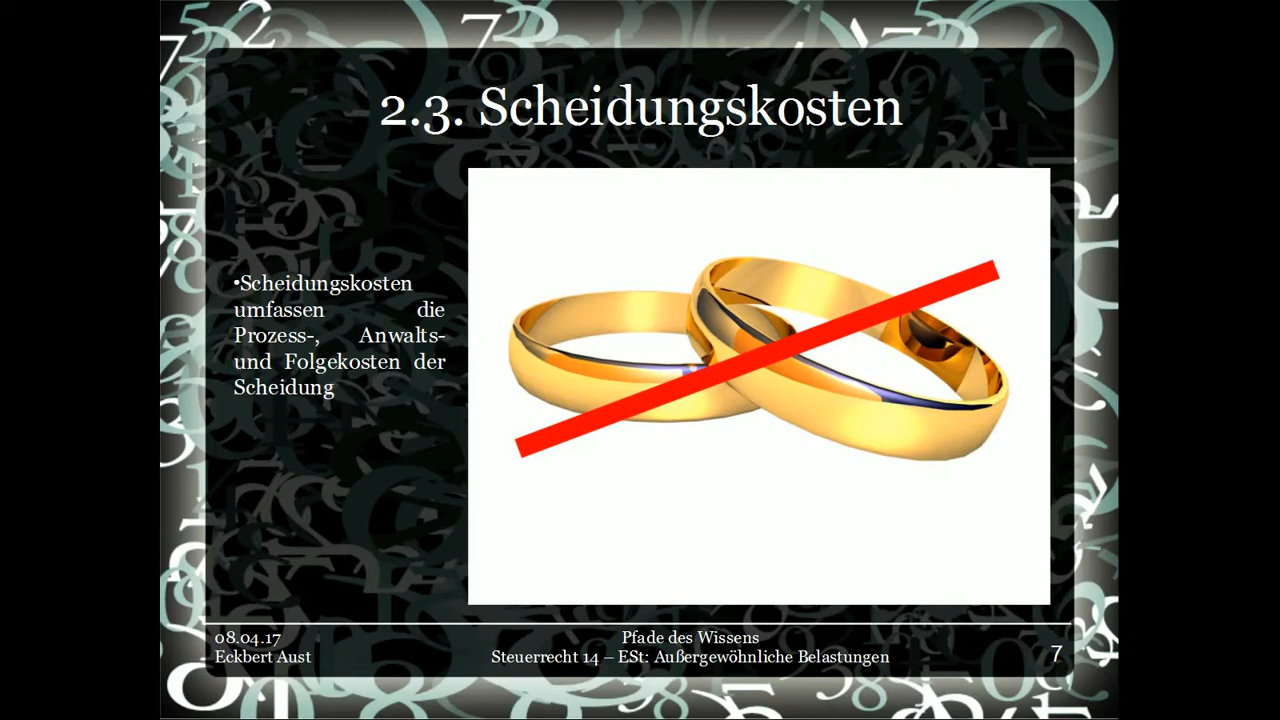 2.3. Scheidungskosten
•Scheidungskosten
umfassen die
Prozess-, Anwalts-
und Folgekosten der
Scheidung
08.04.17
Eckbert Aust
Pfade des Wissens
Steuerrecht 14 – ESt: Außergewöhnliche Belastungen
7